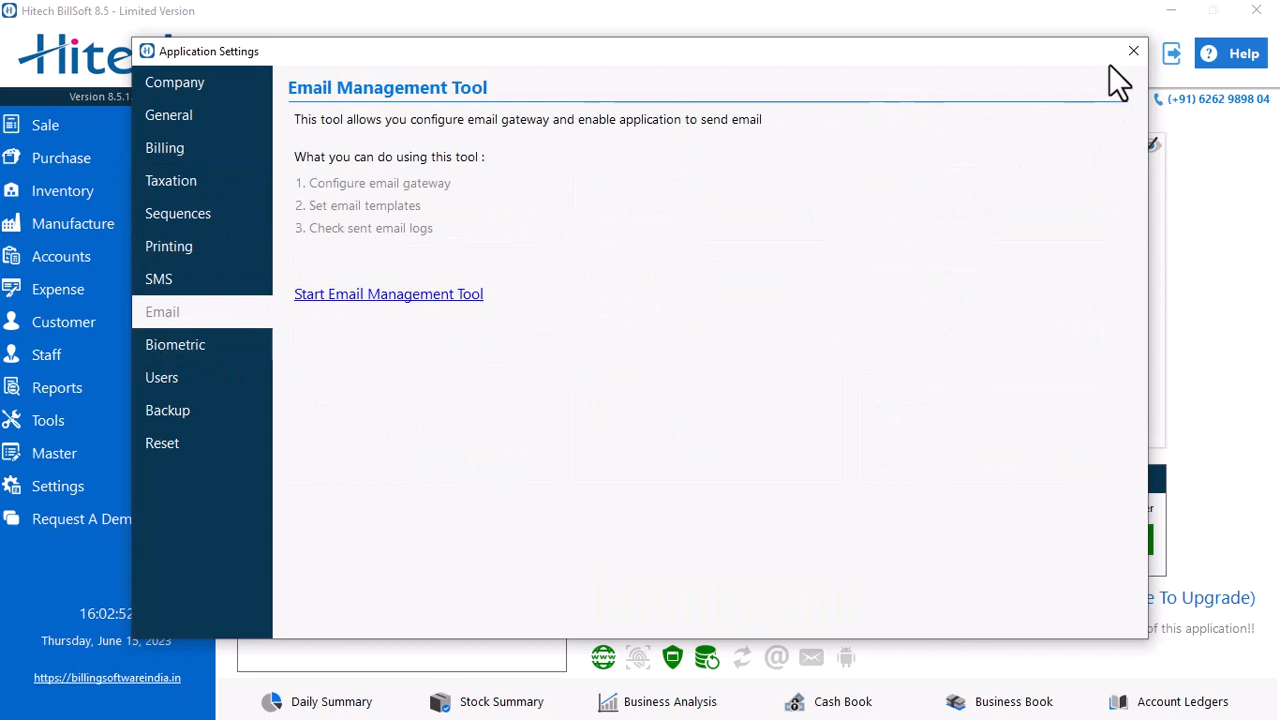 Hitech BillSoft 8.5 - Limited Version
Hite
Application Settings
Help
Version 8.5.1
(+91) 6262 9898 04
Sale
Purchase
Inventory
Manufacture
Accounts
Expense
Customer
Staff
Reports
Tools
Master
Settings
Request A Dem
Company
General
Billing
Taxation
Sequences
Printing
SMS
Email
Biometric
Users
Backup
Reset
Email Management Tool
This tool allows you configure email gateway and enable application to send email
What you can do using this tool :
1. Configure email gateway
2. Set email templates
3. Check sent email logs
Start Email Management Tool
er
e To Upgrade)
of this application!!
16:02:52
Thursday, June 15, 2023
https://billingsoftwareindia.in
Daily Summary
Stock Summary
Business Analysis
Cash Book
Business Book
Account Ledgers